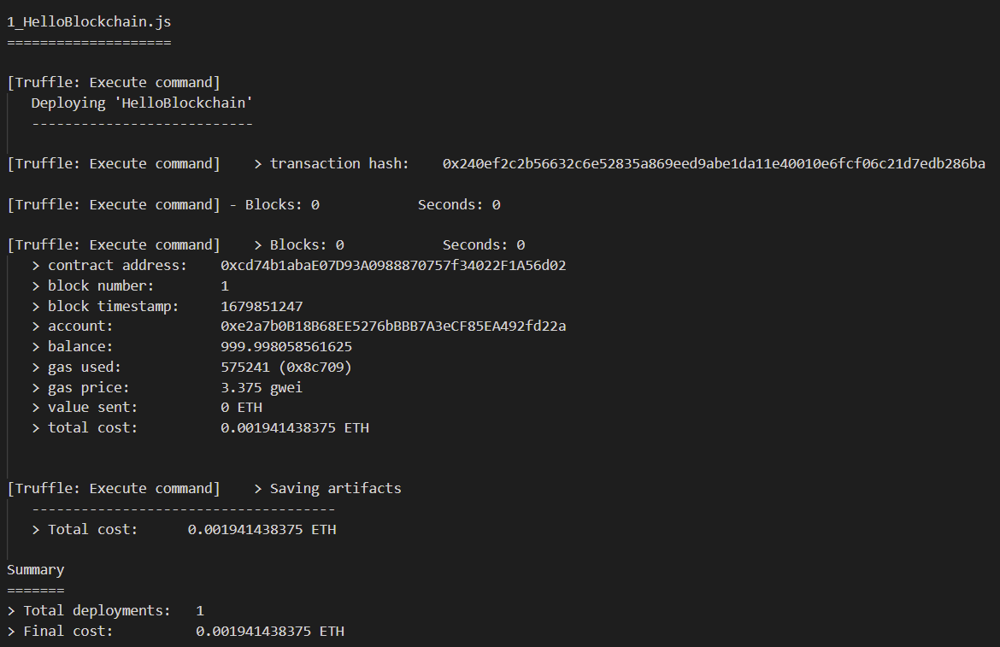 1_HelloBlockchain.js
====================
[Truffle: Execute command]
Deploying 'HelloBlockchain'
---------------------------
[Truffle: Execute command]    > transaction hash:    0x240ef2c2b56632c6e52835a869eed9abe1da11e40010e6fcf06c21d7edb286ba
[Truffle: Execute command] - Blocks: 0            Seconds: 0
[Truffle: Execute command]    > Blocks: 0            Seconds: 0
> contract address:    0xcd74b1abaE07D93A0988870757f34022F1A56d02
> block number:        1
> block timestamp:     1679851247
> account:             0xe2a7b0B18B68EE5276bBBB7A3eCF85EA492fd22a
> balance:             999.998058561625
> gas used:            575241 (0x8c709)
> gas price:           3.375 gwei
> value sent:          0 ETH
> total cost:          0.001941438375 ETH
[Truffle: Execute command]    > Saving artifacts
-------------------------------------
> Total cost:      0.001941438375 ETH
Summary
=======
> Total deployments:   1
> Final cost:          0.001941438375 ETH